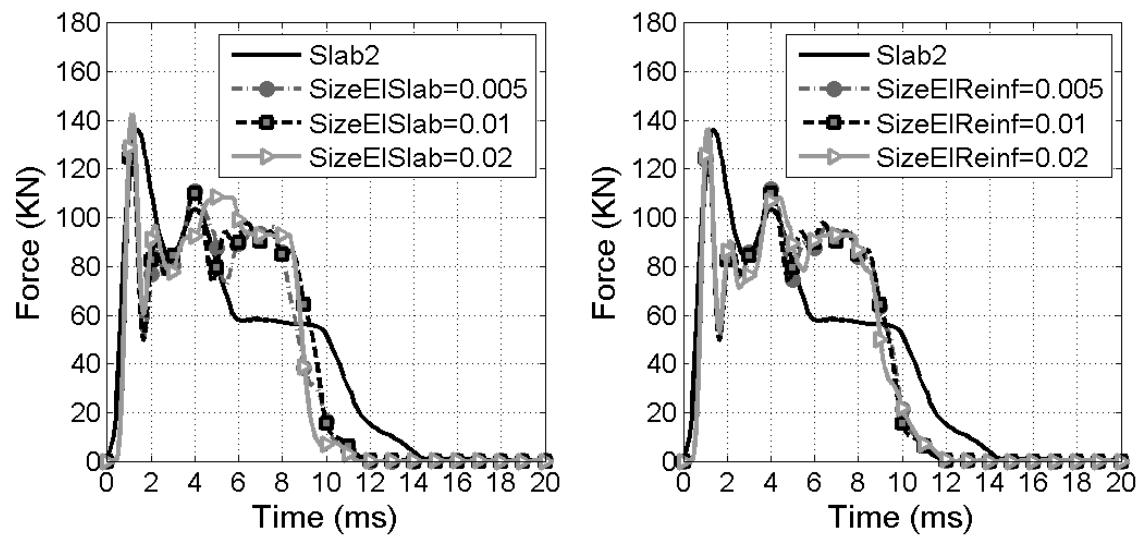 180
160
140
120
100
80
60
40
20
0
Force (KN)
Slab2
SizeElSlab=0.005
SizeElSlab=0.01
SizeElSlab=0.02
0 2 4 6 8 10 12 14 16 18 20
Time (ms)
180
160
140
120
100
80
60
40
20
0
Force (KN)
Slab2
SizeElReinf=0.005
SizeElReinf=0.01
SizeElReinf=0.02
0 2 4 6 8 10 12 14 16 18 20
Time (ms)